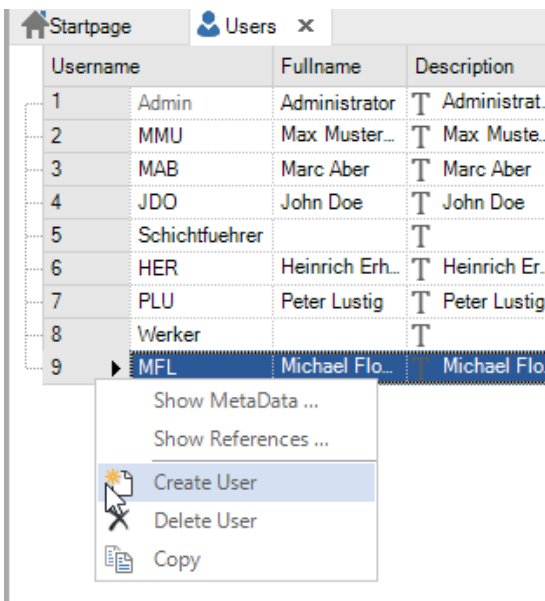 Startpage Users
Username Fullname Description
1 Admin Administrator Administrat..
2 MMU Max Muster... Max Muste..
3 MAB Marc Aber Marc Aber
4 JDO John Doe John Doe
5 Schichtfuehrer
6 HER Heinrich Erh... Heinrich Er..
7 PLU Peter Lustig Peter Lustig
8 Werker
9 MFL Michael Flo... Michael Flo..
Show MetaData ...
Show References ...
Create User
Delete User
Copy